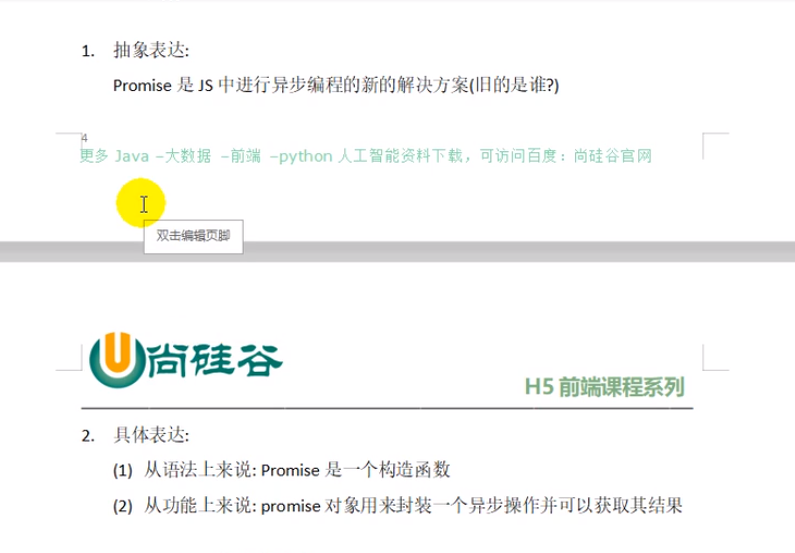 1. 抽象表达:
Promise 是 JS 中进行异步编程的新的解决方案(旧的是谁?)
4
更多 Java –大数据 –前端 –python 人工智能资料下载，可访问百度：尚硅谷官网
双击编辑页脚
尚硅谷
H5 前端课程系列
2. 具体表达:
(1) 从语法上来说: Promise 是一个构造函数
(2) 从功能上来说: promise 对象用来封装一个异步操作并可以获取其结果